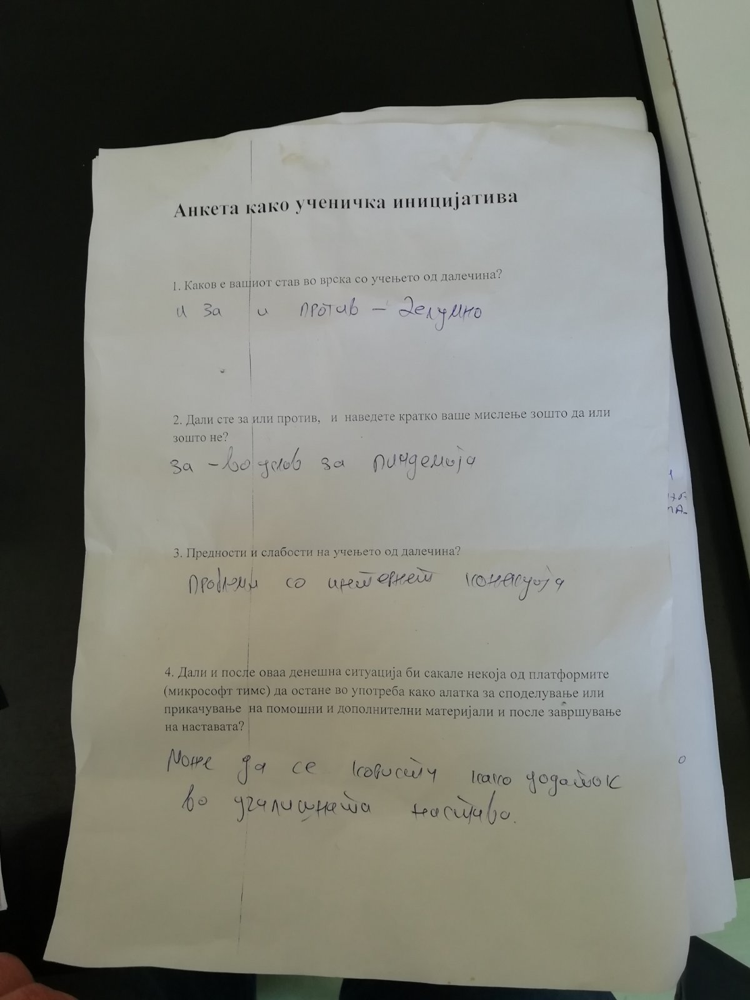 Анкета како ученичка иницијатива
1. Каков е вашиот став во врска со учењето од далечина?
и за и против – делумно
2. Дали сте за или против, и наведете кратко ваше мислење зошто да или
зошто не?
за – во услов за пандемија
3. Предности и слабости на учењето од далечина?
проблеми со интернет конекција
4. Дали и после оваа денешна ситуација би сакале некоја од платформите
(микрософт тимс) да остане во употреба како алатка за споделување или
прикачување на помошни и дополнителни материјали и после завршување
на наставата?
Може да се користи како додаток
во училишната настава.